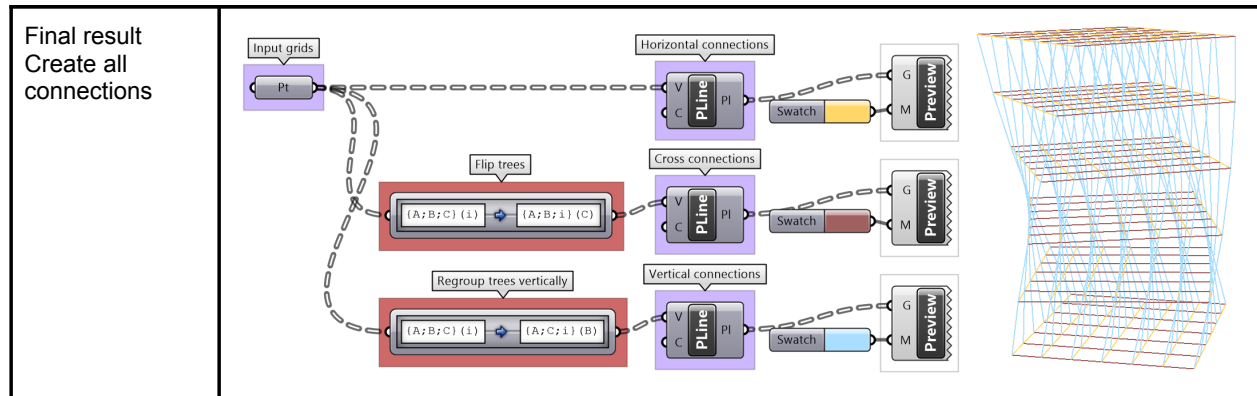 Final result
Create all
connections
Input grids
Pt
Horizontal connections
V
C
PLine
Pl
Swatch
G
M
Preview
Flip trees
{A;B;C}(i)
{A;B;i}(C)
Cross connections
V
C
PLine
Pl
Swatch
G
M
Preview
Regroup trees vertically
{A;B;C}(i)
{A;C;i}(B)
Vertical connections
V
C
PLine
Pl
Swatch
G
M
Preview